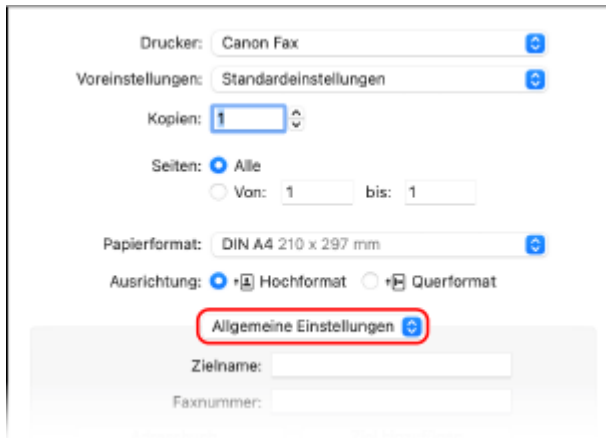 Drucker: Canon Fax
Voreinstellungen: Standardeinstellungen
Kopien: 1
Seiten: Alle
Von: 1 bis: 1
Papierformat: DIN A4 210 x 297 mm
Ausrichtung: Hochformat Querformat
Allgemeine Einstellungen
Zielname:
Faxnummer: